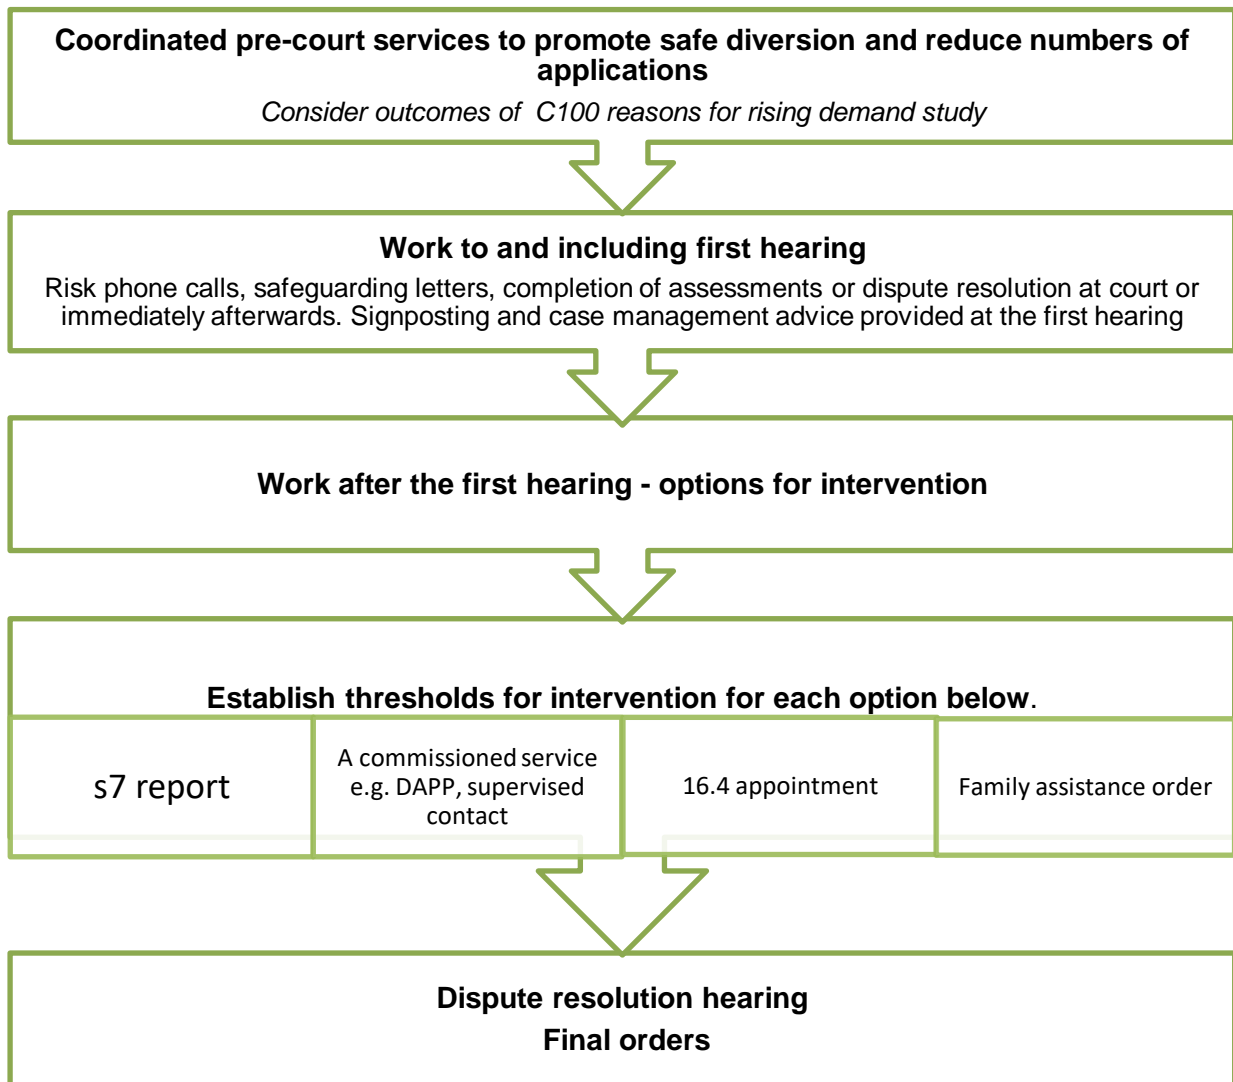 Coordinated pre-court services to promote safe diversion and reduce numbers of
applications
Consider outcomes of C100 reasons for rising demand study
Work to and including first hearing
Risk phone calls, safeguarding letters, completion of assessments or dispute resolution at court or
immediately afterwards. Signposting and case management advice provided at the first hearing
Work after the first hearing - options for intervention
Establish thresholds for intervention for each option below.
s7 report
A commissioned service
e.g. DAPP, supervised
contact
16.4 appointment
Family assistance order
Dispute resolution hearing
Final orders